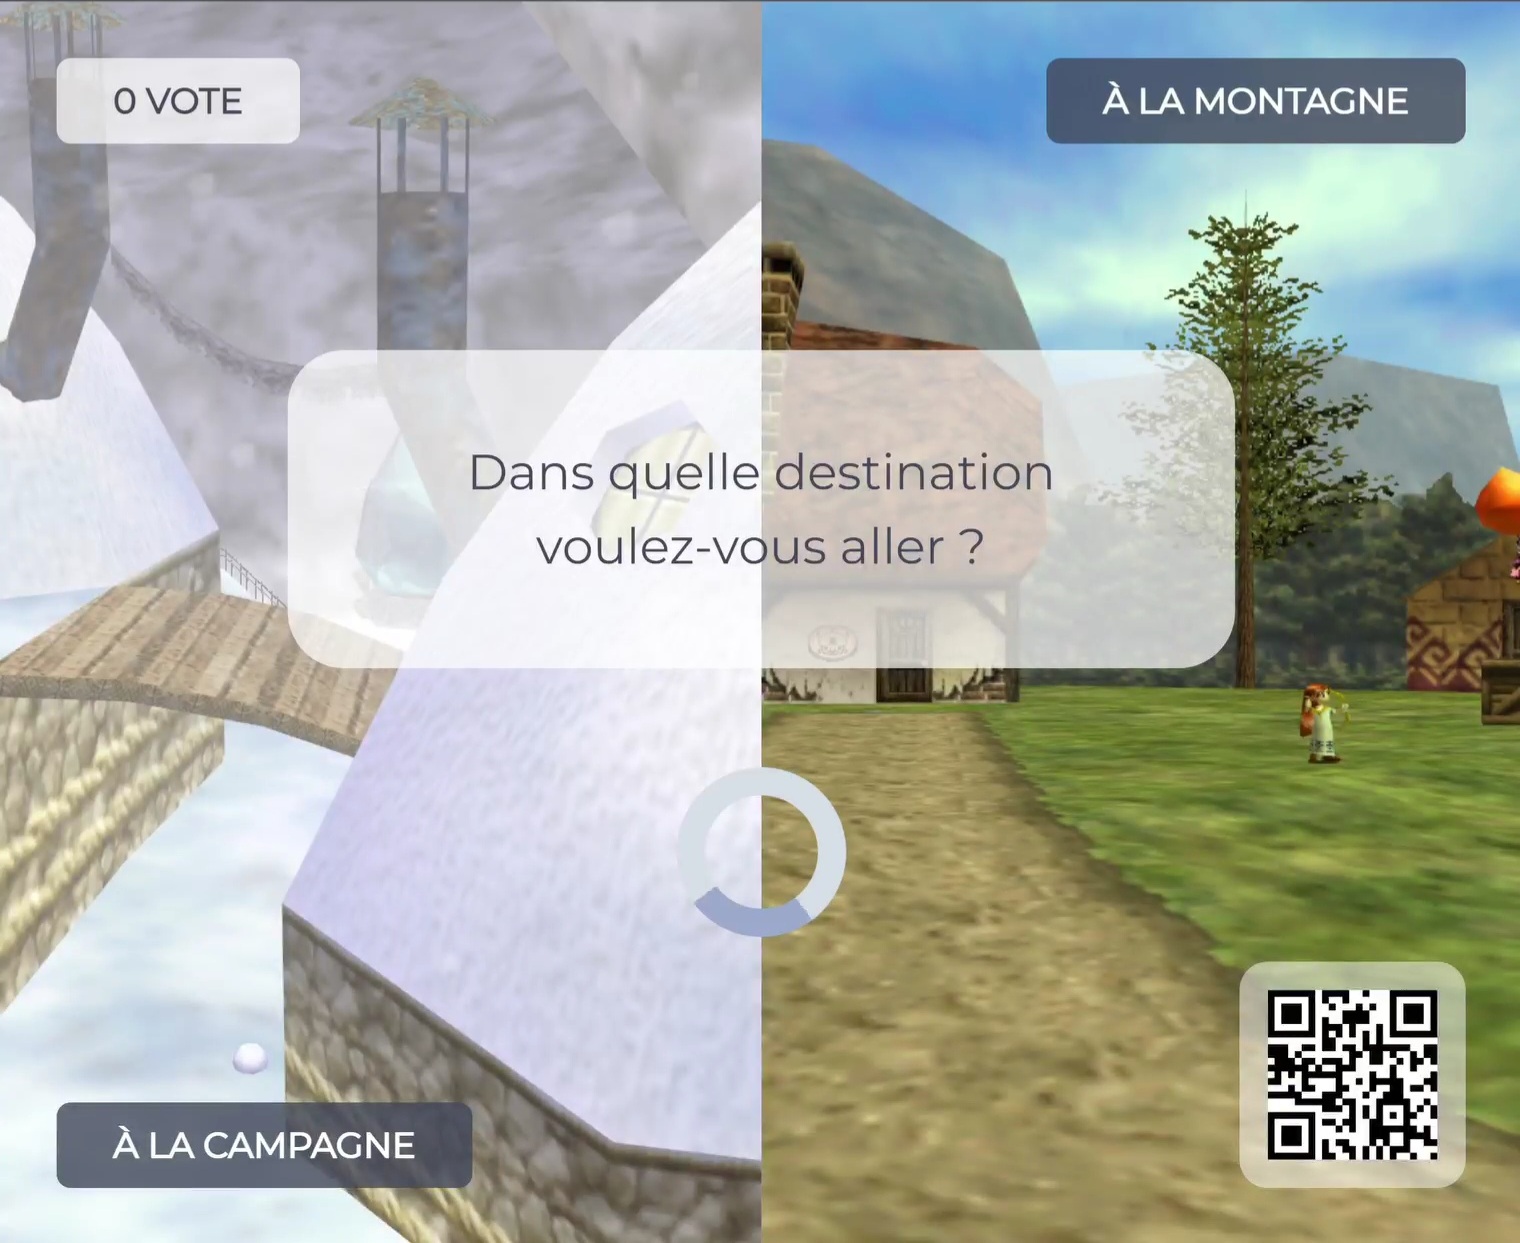 0 VOTE
À LA MONTAGNE
Dans quelle destination
voulez-vous aller ?
À LA CAMPAGNE